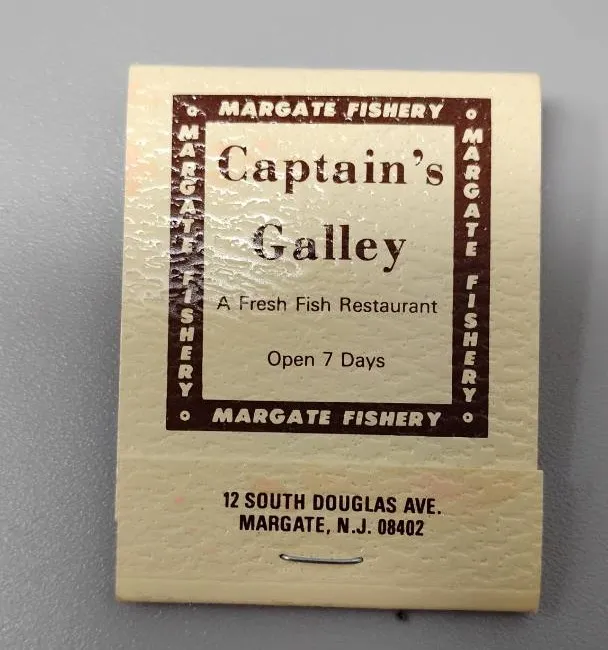 MARGATE FISHERY
MARGATE FISHERY
Captain's
Galley
A Fresh Fish Restaurant
Open 7 Days
MARGATE FISHERY
MARGATE FISHERY
12 SOUTH DOUGLAS AVE.
MARGATE, N.J. 08402